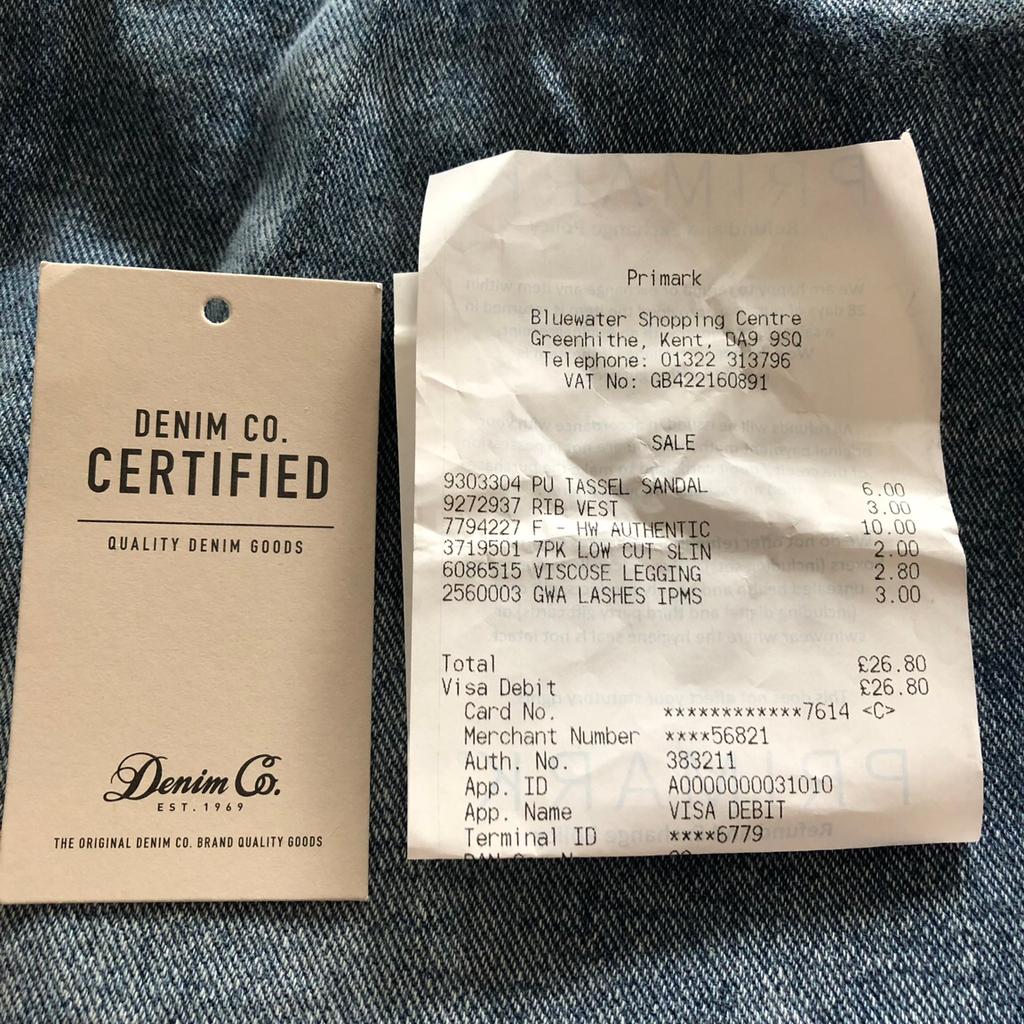 DENIM CO.
CERTIFIED
QUALITY DENIM GOODS
Denim Co.
EST. 1969
THE ORIGINAL DENIM CO. BRAND QUALITY GOODS
Primark
Bluewater Shopping Centre
Greenhithe, Kent, DA9 9SQ
Telephone: 01322 313796
VAT No: GB422160891
SALE
9303304 PU TASSEL SANDAL 6.00
9272937 RIB VEST 3.00
7794227 F - HW AUTHENTIC 10.00
3719501 7PK LOW CUT SLIN 2.00
6086515 VISCOSE LEGGING 2.80
2560003 GWA LASHES IPMS 3.00
Total £26.80
Visa Debit £26.80
Card No. ************7614 <C>
Merchant Number ****56821
Auth. No. 383211
App. ID A0000000031010
App. Name VISA DEBIT
Terminal ID ****6779